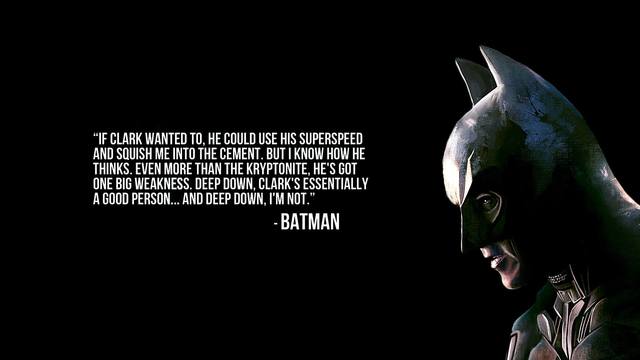 “IF CLARK WANTED TO, HE COULD USE HIS SUPERSPEED
AND SQUISH ME INTO THE CEMENT. BUT I KNOW HOW HE
THINKS. EVEN MORE THAN THE KRYPTONITE, HE'S GOT
ONE BIG WEAKNESS. DEEP DOWN, CLARK'S ESSENTIALLY
A GOOD PERSON... AND DEEP DOWN, I'M NOT.”
- BATMAN